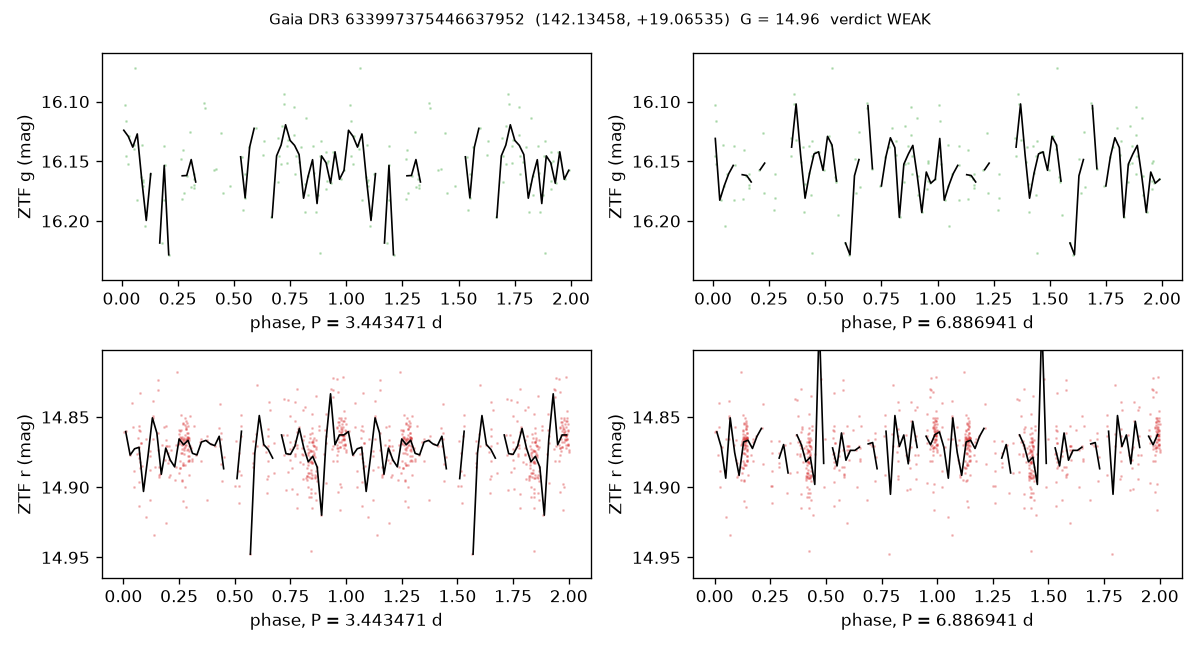 Gaia DR3 633997375446637952 (142.13458, +19.06535) G = 14.96 verdict WEAK
ZTF g (mag)
16.10
16.15
16.20
0.00 0.25 0.50 0.75 1.00 1.25 1.50 1.75 2.00
phase, P = 3.443471 d
ZTF g (mag)
16.10
16.15
16.20
0.00 0.25 0.50 0.75 1.00 1.25 1.50 1.75 2.00
phase, P = 6.886941 d
ZTF r (mag)
14.85
14.90
14.95
0.00 0.25 0.50 0.75 1.00 1.25 1.50 1.75 2.00
phase, P = 3.443471 d
ZTF r (mag)
14.85
14.90
14.95
0.00 0.25 0.50 0.75 1.00 1.25 1.50 1.75 2.00
phase, P = 6.886941 d